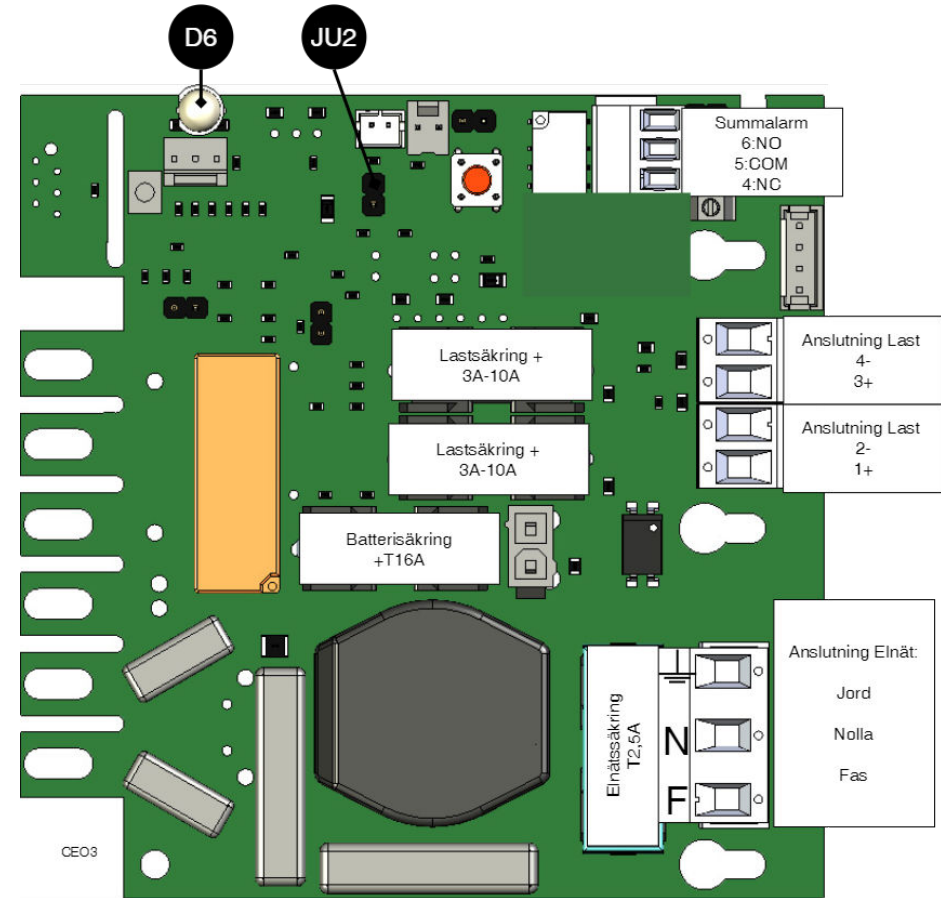 D6
JU2
Summalarm
6:NO
5:COM
4:NC
Anslutning Last
4-
3+
Lastsäkring +
3A-10A
Anslutning Last
2-
1+
Lastsäkring +
3A-10A
Batterisäkring
+T16A
Anslutning Elnät:
Jord
Nolla
Fas
Elnätssäkring
T2,5A
N
F
CEO3